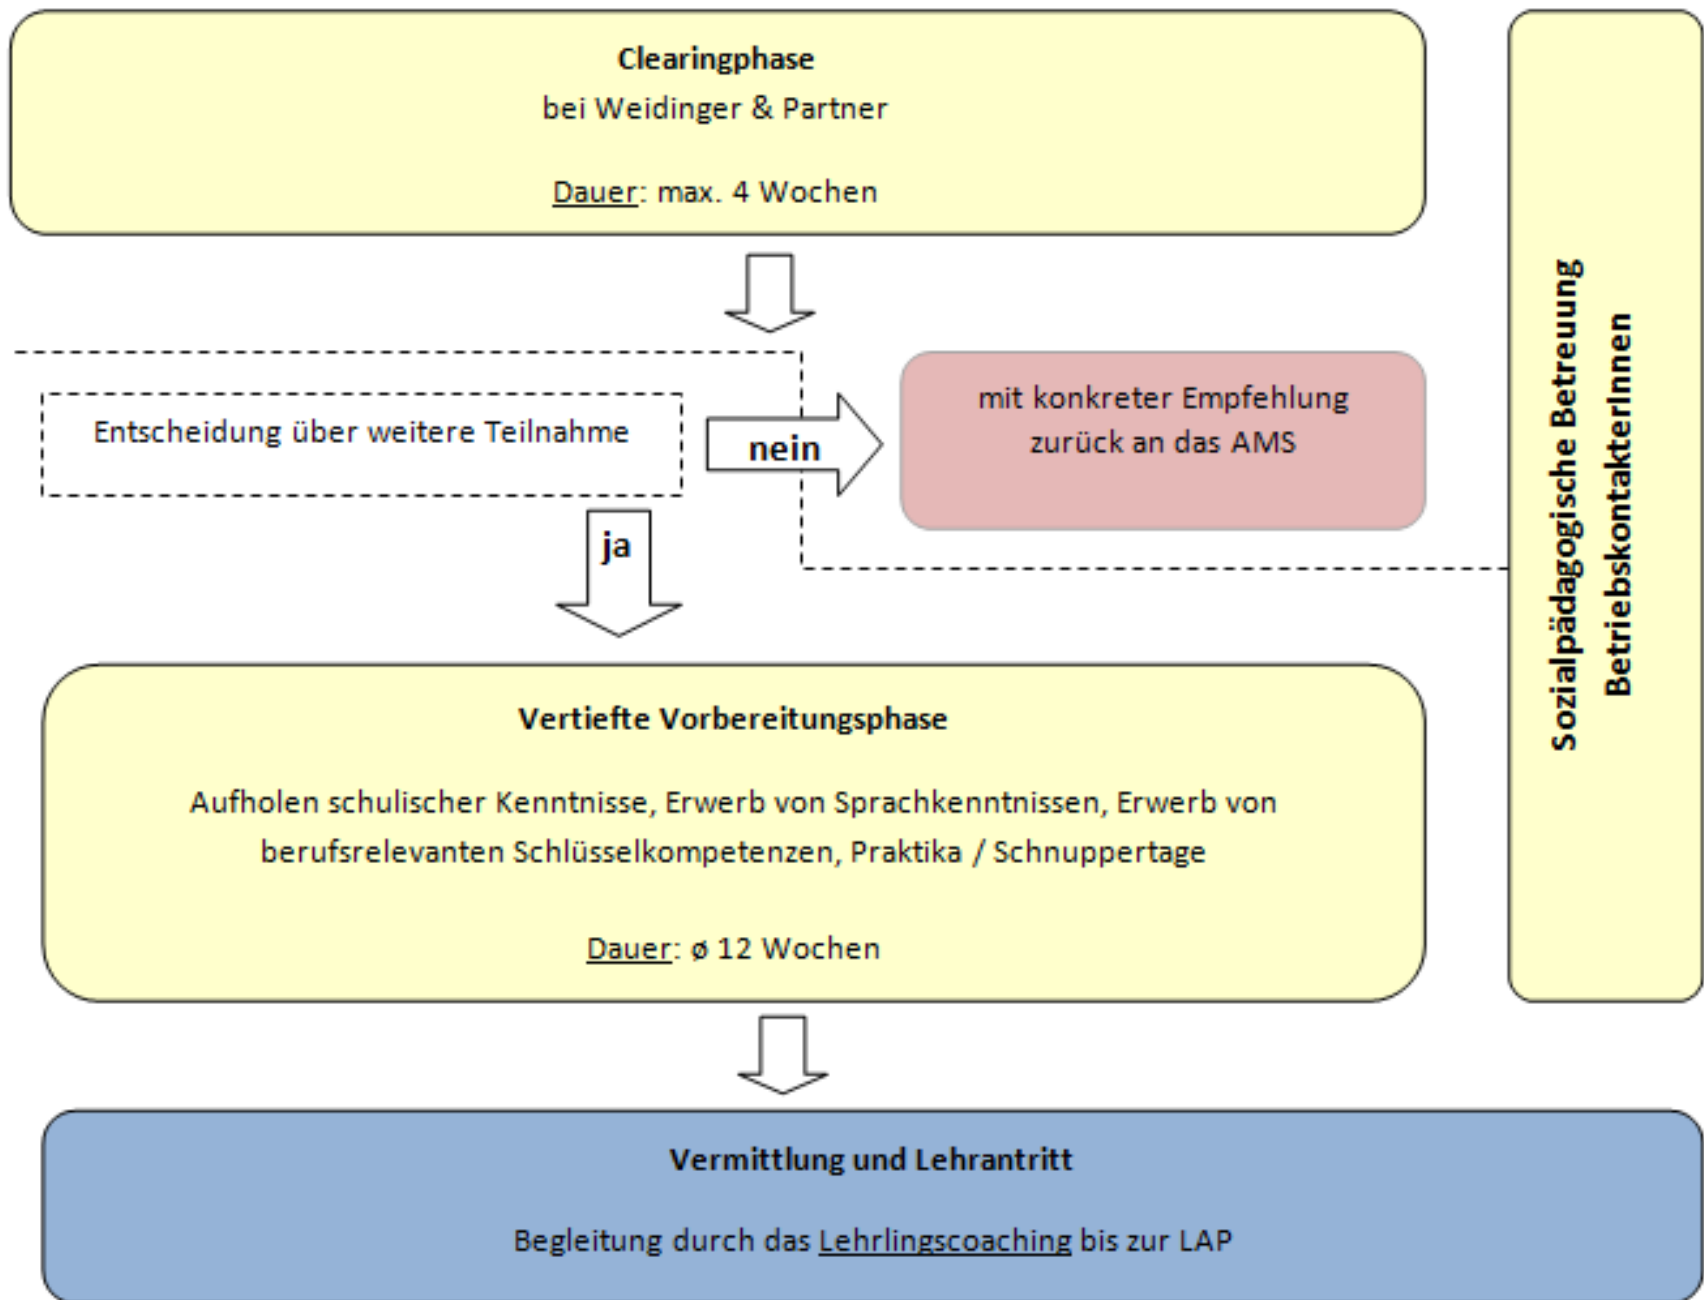 Clearingphase
bei Weidinger & Partner
Dauer: max. 4 Wochen
Entscheidung über weitere Teilnahme
nein
mit konkreter Empfehlung
zurück an das AMS
ja
Vertiefte Vorbereitungsphase
Aufholen schulischer Kenntnisse, Erwerb von Sprachkenntnissen, Erwerb von
berufsrelevanten Schlüsselkompetenzen, Praktika / Schnuppertage
Dauer: ø 12 Wochen
Sozialpädagogische Betreuung
BetriebskontakterInnen
Vermittlung und Lehrantritt
Begleitung durch das Lehrlingscoaching bis zur LAP